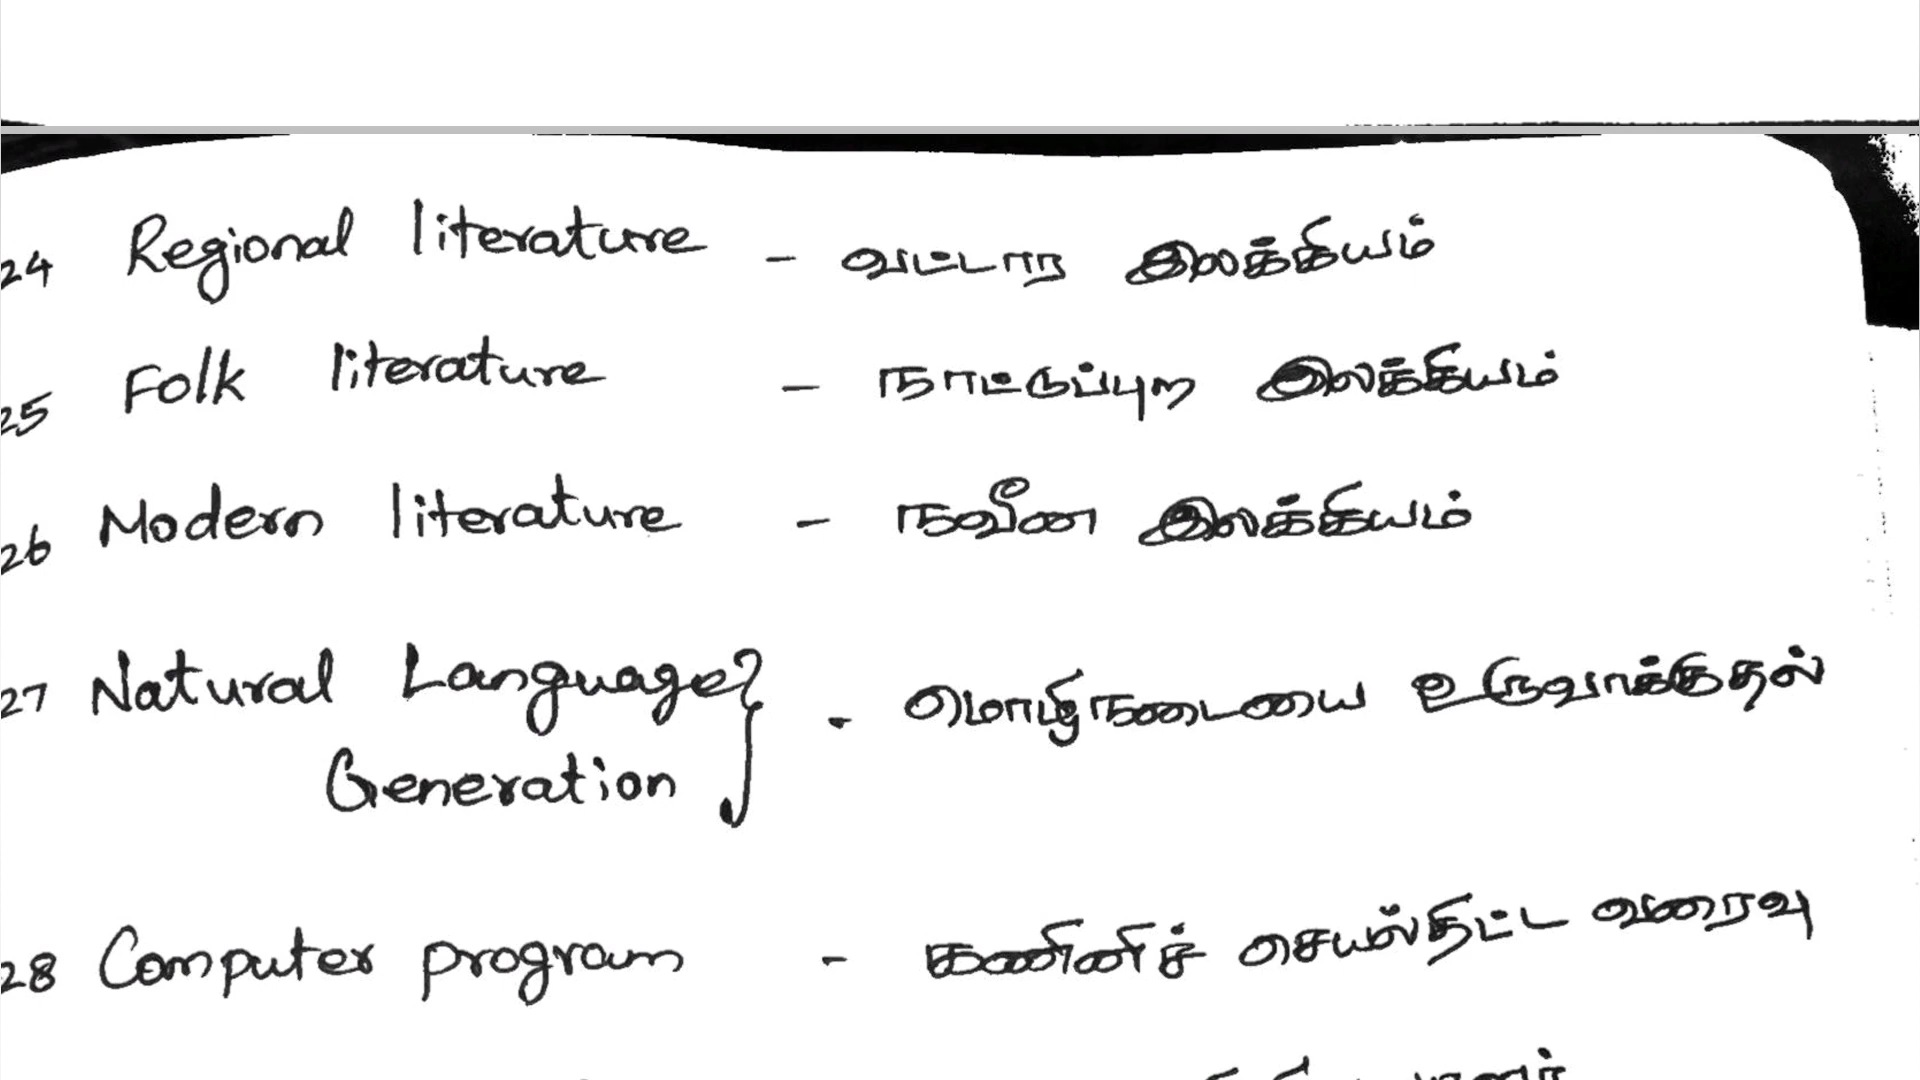 24 Regional literature - வட்டார இலக்கியம்
25 Folk literature - நாட்டுப்புற இலக்கியம்
26 Modern literature - நவீன இலக்கியம்
27 Natural Language } - மொழிநடையை உருவாக்குதல்
Generation
28 Computer program - கணினிச் செயல்திட்ட வரைவு